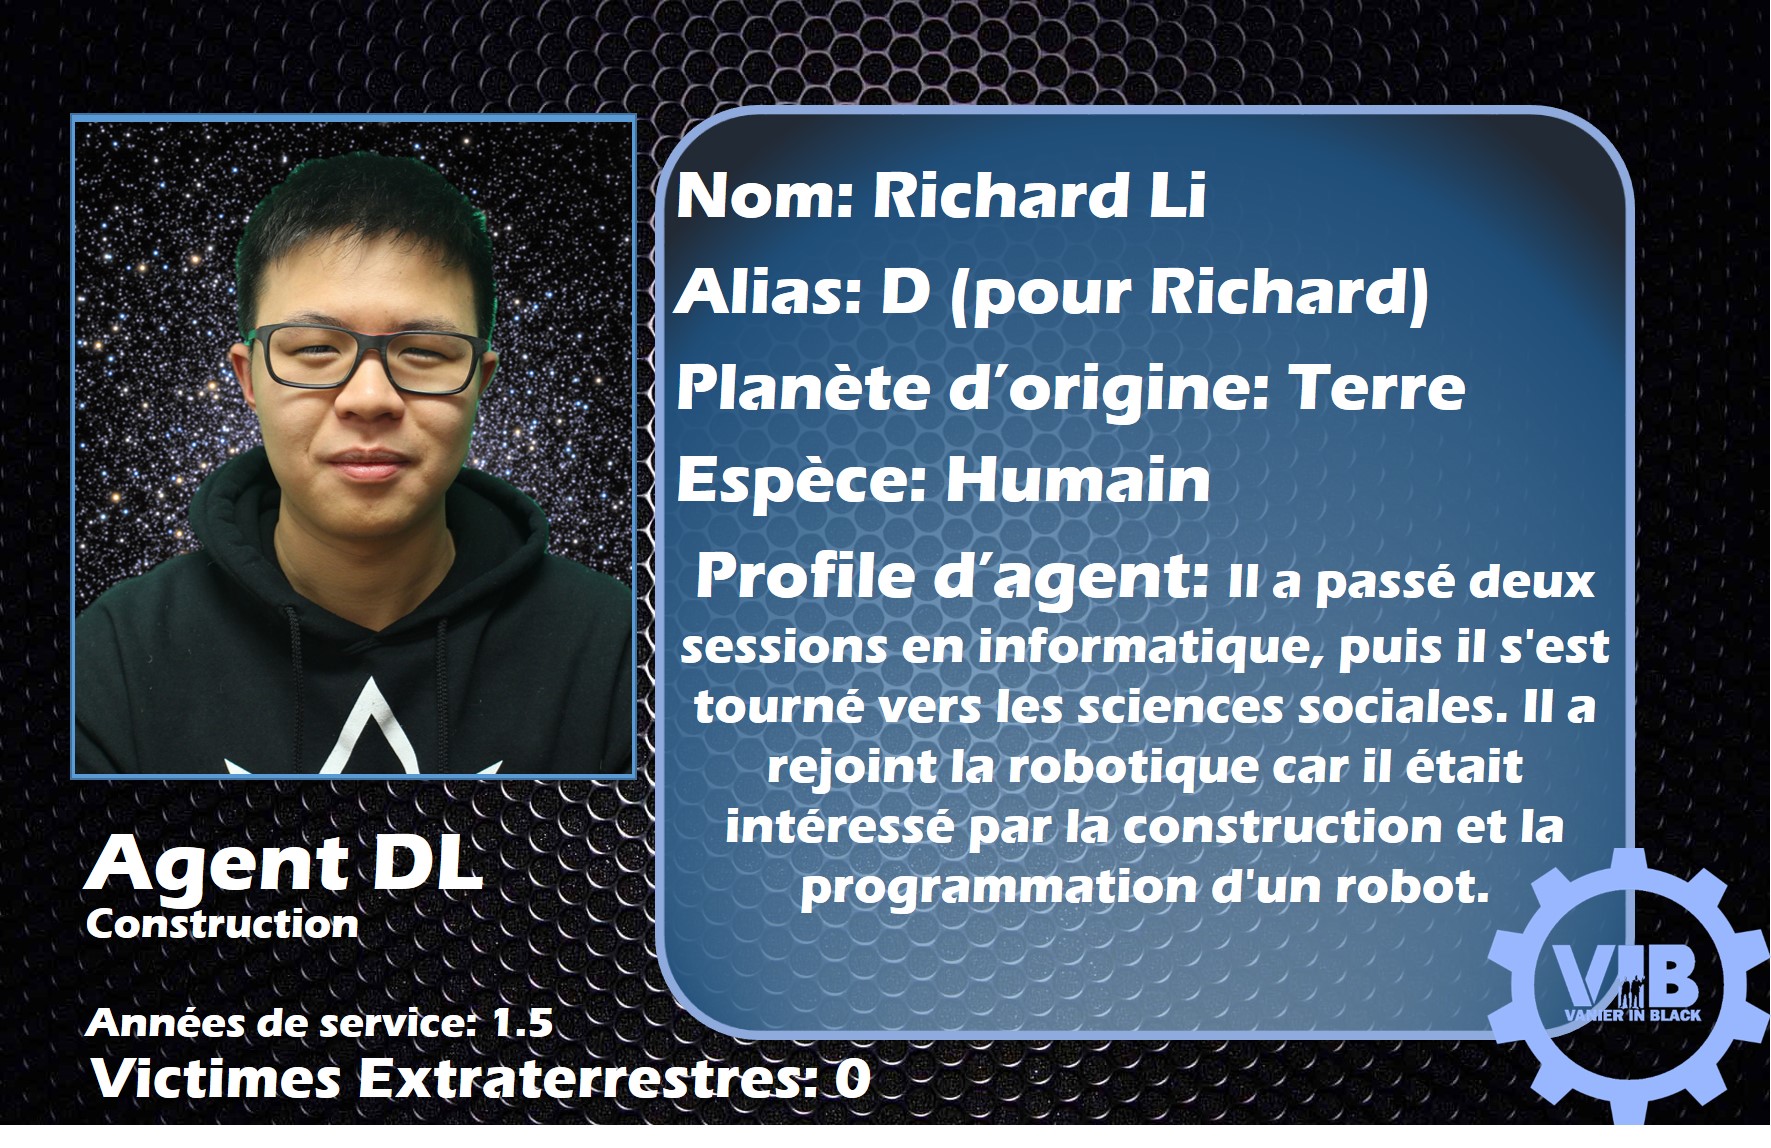 Nom: Richard Li
Alias: D (pour Richard)
Planète d’origine: Terre
Espèce: Humain
Profile d’agent: Il a passé deux
sessions en informatique, puis il s'est
tourné vers les sciences sociales. Il a
rejoint la robotique car il était
intéressé par la construction et la
programmation d'un robot.
Agent DL
Construction
Années de service: 1.5
Victimes Extraterrestres: 0
VIB
VANIER IN BLACK